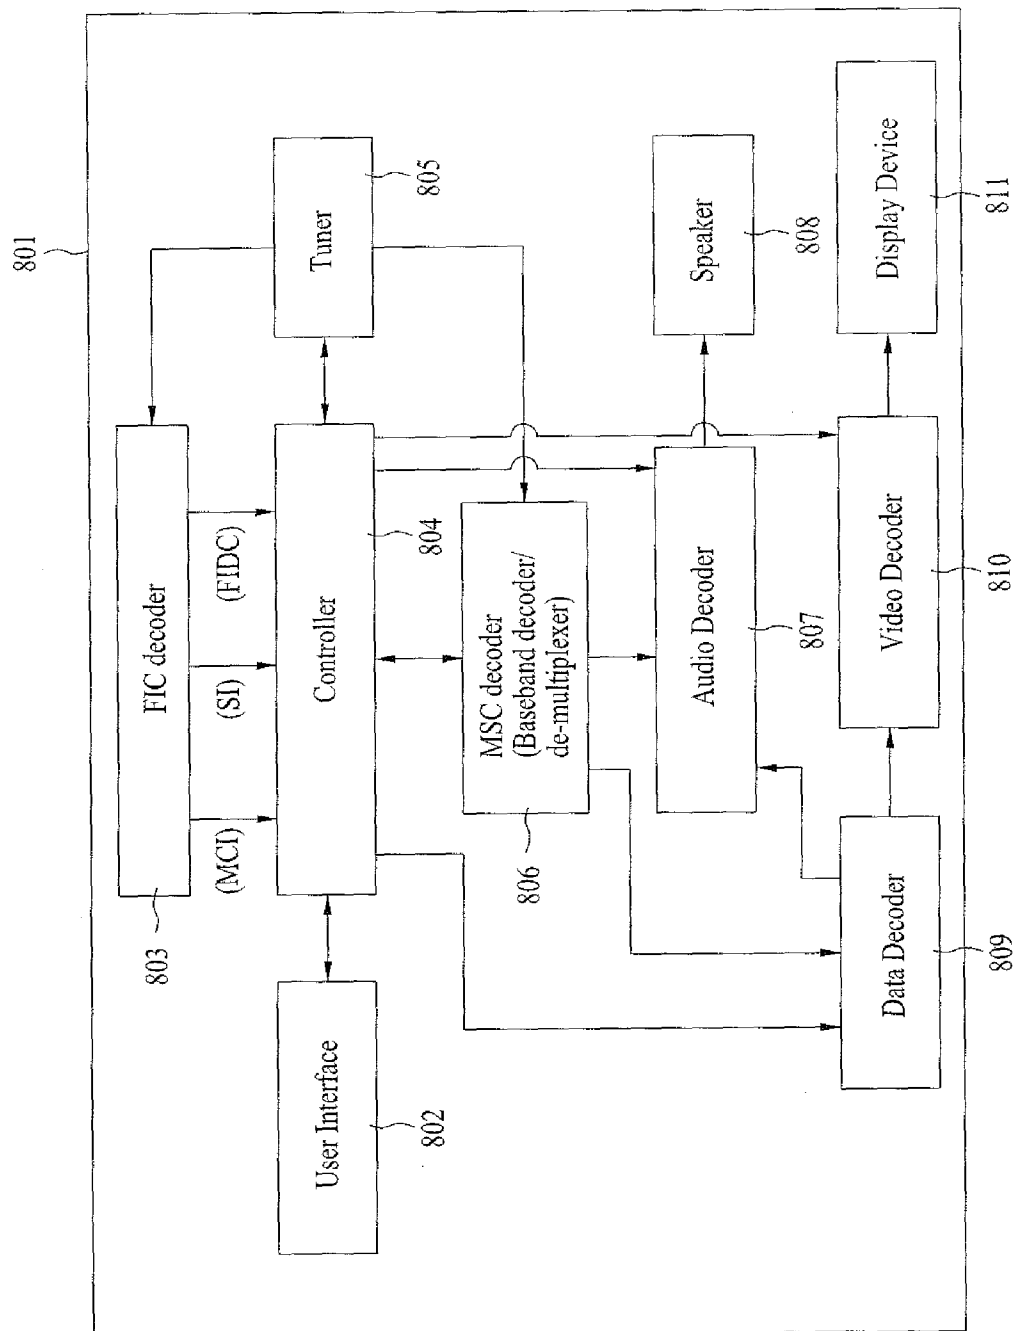 801
FIC decoder
803
(MCI)
(SI)
(FIDC)
User Interface
802
Controller
804
Tuner
805
MSC decoder
(Baseband decoder/
de-multiplexer)
806
Audio Decoder
807
Speaker
808
Data Decoder
809
Video Decoder
810
Display Device
811